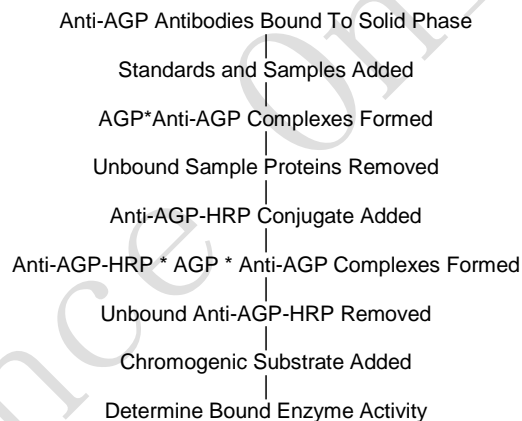 Anti-AGP Antibodies Bound To Solid Phase
Standards and Samples Added
AGP*Anti-AGP Complexes Formed
Unbound Sample Proteins Removed
Anti-AGP-HRP Conjugate Added
Anti-AGP-HRP * AGP * Anti-AGP Complexes Formed
Unbound Anti-AGP-HRP Removed
Chromogenic Substrate Added
Determine Bound Enzyme Activity